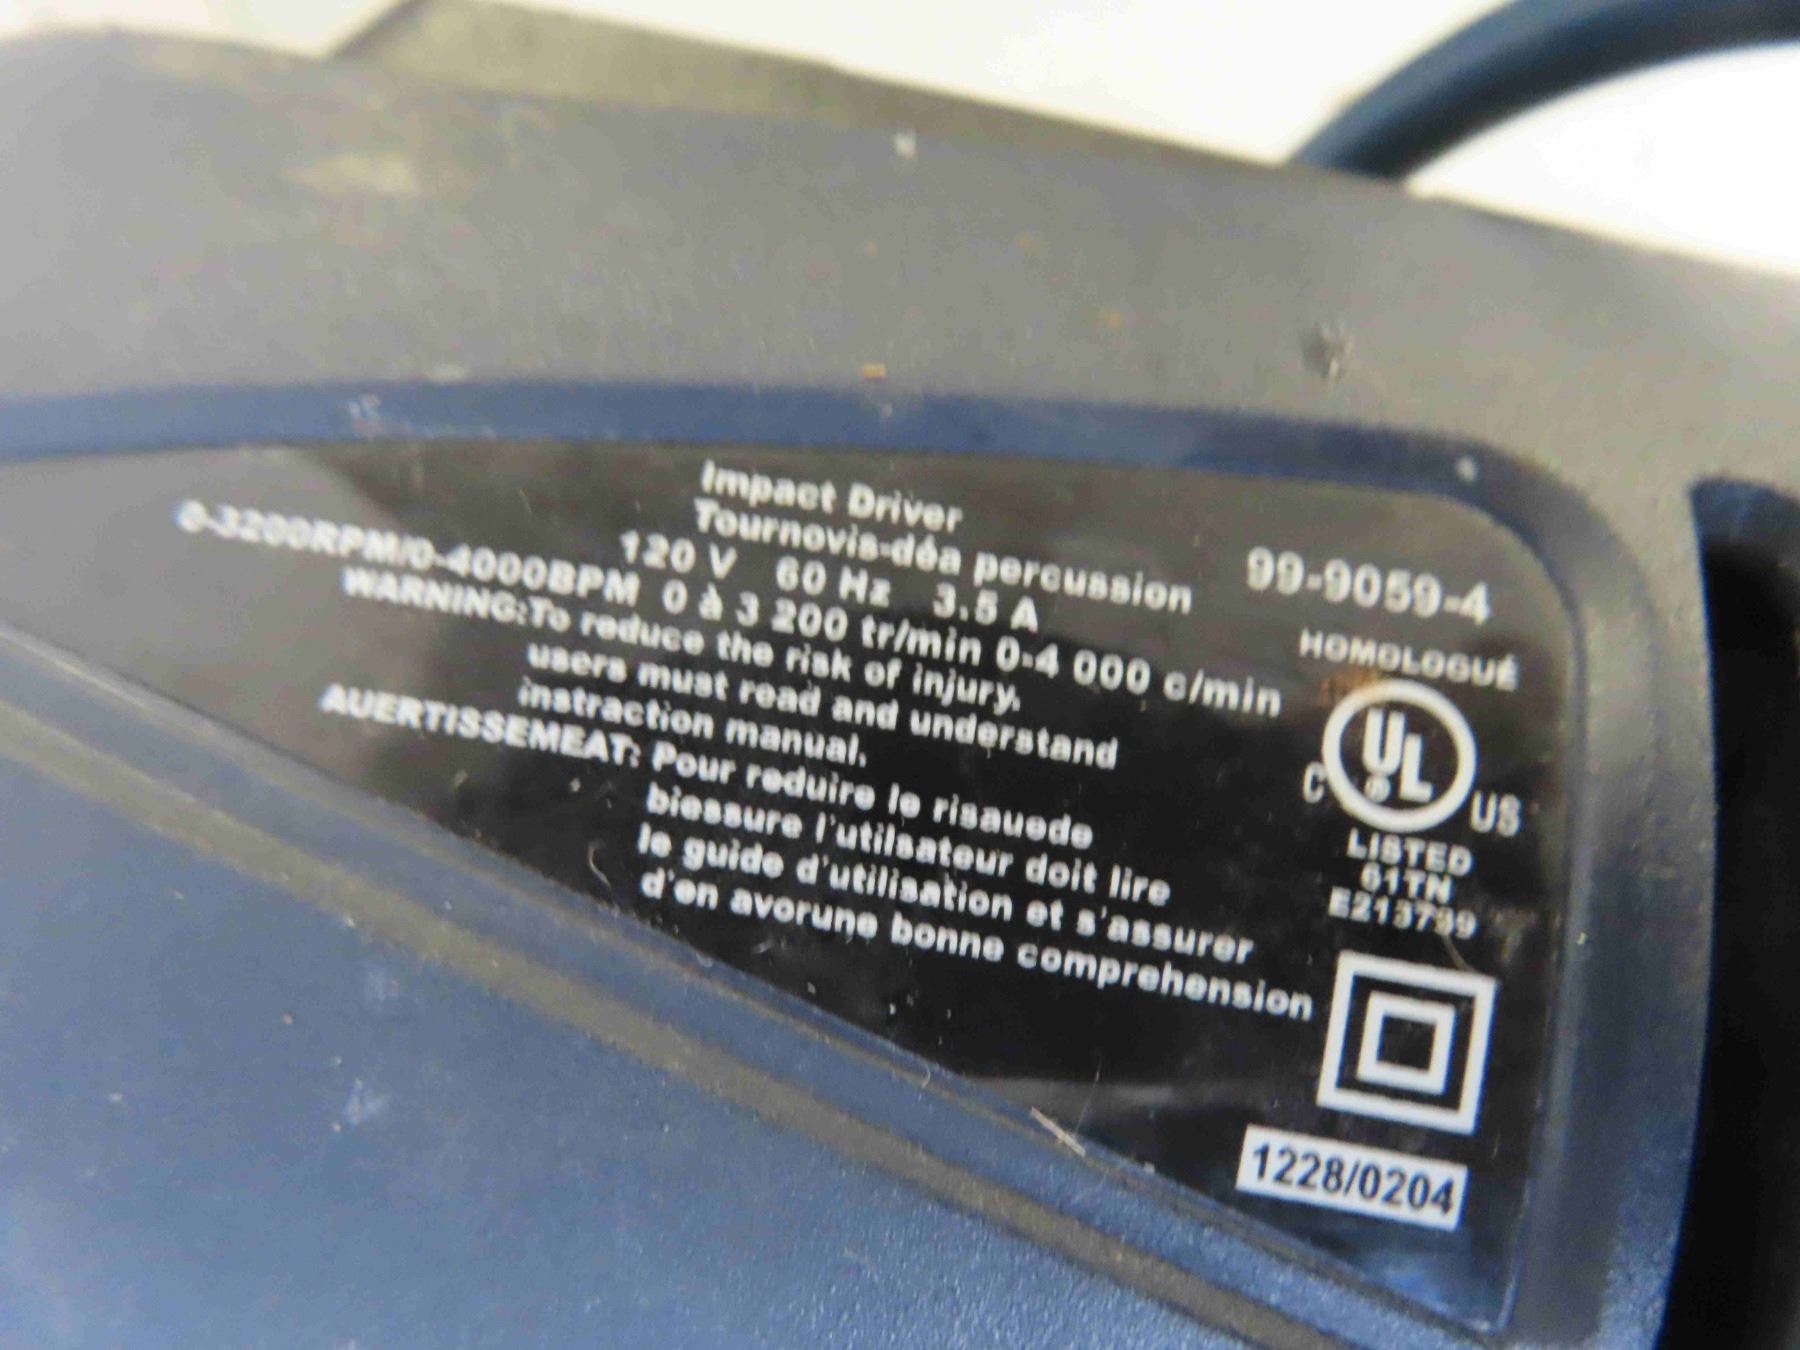 Impact Driver
Tournovis-déa percussion
120 V 60 Hz 3.5 A
0-3200RPM/0-4000BPM 0 à 3 200 tr/min 0-4 000 c/min
WARNING:To reduce the risk of injury.
users must read and understand
instraction manual.
AUERTISSEMEAT: Pour reduire le risauede
biessure l'utilsateur doit lire
le guide d'utilisation et s'assurer
d'en avorune bonne comprehension
99-9059-4
HOMOLOGUÉ
C UL US
LISTED
61TN
E213799
1228/0204